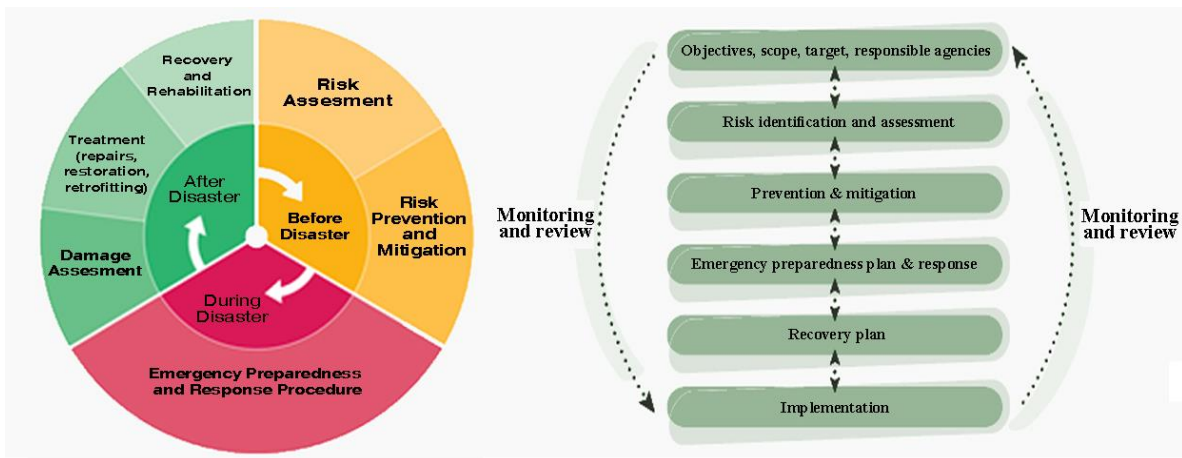 Recovery
and
Rehabilitation
Risk
Assesment
Treatment
(repairs,
restoration,
retrofitting)
After
Disaster
Before
Disaster
Risk
Prevention
and
Mitigation
Damage
Assesment
During
Disaster
Emergency Preparedness
and Response Procedure
Objectives, scope, target, responsible agencies
Risk identification and assessment
Prevention & mitigation
Monitoring
and review
Monitoring
and review
Emergency preparedness plan & response
Recovery plan
Implementation